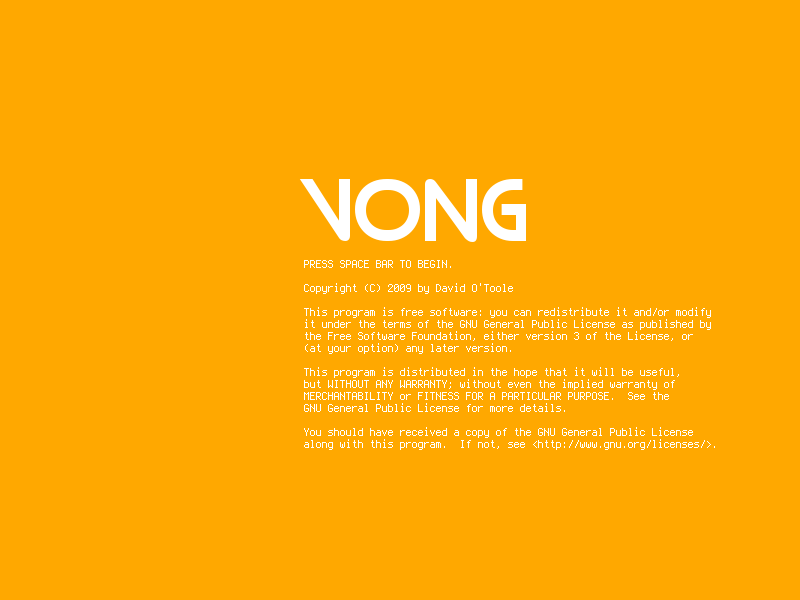 VONG
PRESS SPACE BAR TO BEGIN.
Copyright (C) 2009 by David O'Toole
This program is free software: you can redistribute it and/or modify
it under the terms of the GNU General Public License as published by
the Free Software Foundation, either version 3 of the License, or
(at your option) any later version.
This program is distributed in the hope that it will be useful,
but WITHOUT ANY WARRANTY; without even the implied warranty of
MERCHANTABILITY or FITNESS FOR A PARTICULAR PURPOSE.  See the
GNU General Public License for more details.
You should have received a copy of the GNU General Public License
along with this program.  If not, see <http://www.gnu.org/licenses/>.